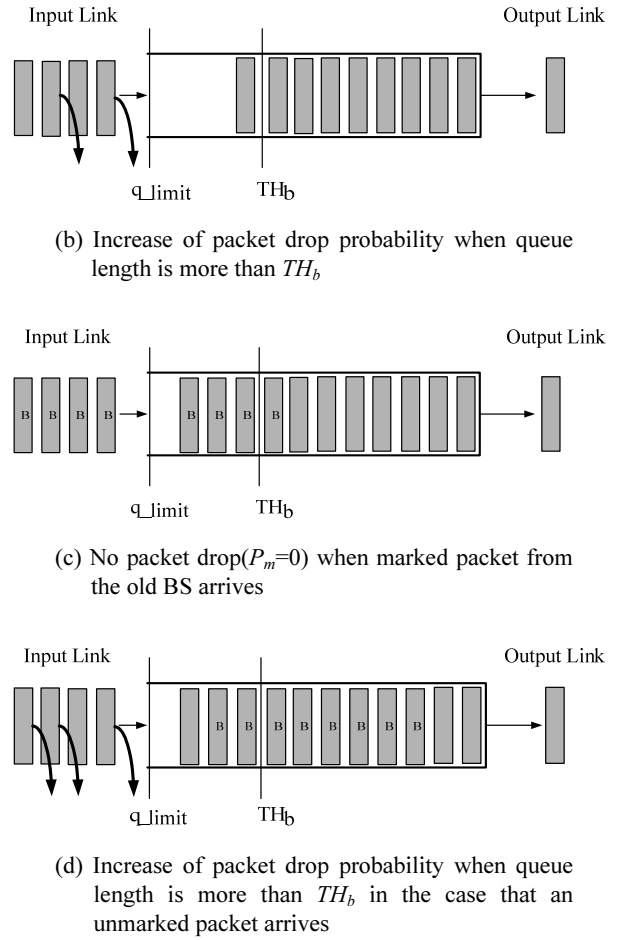 Input Link Output Link
q_limit TH_b
(b) Increase of packet drop probability when queue
length is more than TH_b
Input Link Output Link
B B B B B B B B
q_limit TH_b
(c) No packet drop(P_m=0) when marked packet from
the old BS arrives
Input Link Output Link
B B B B B B B B
q_limit TH_b
(d) Increase of packet drop probability when queue
length is more than TH_b in the case that an
unmarked packet arrives